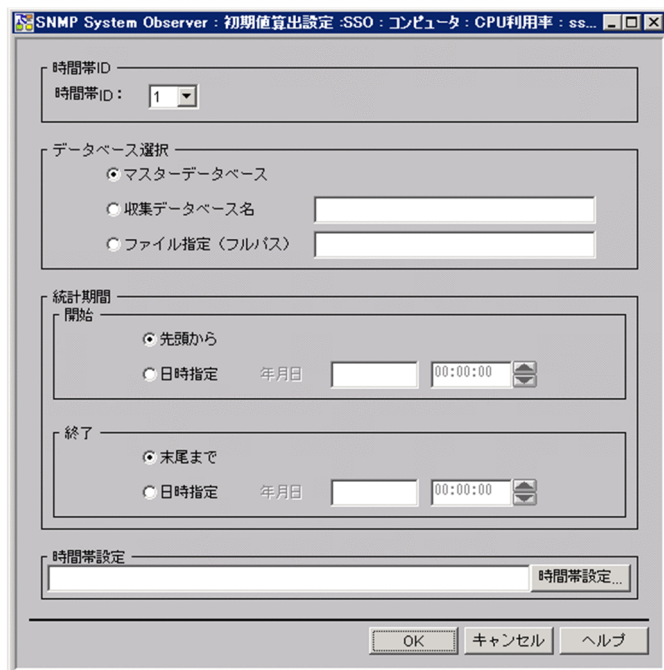 SNMP System Observer : 初期値算出設定 :SSO : コンピュータ : CPU利用率 : ss...
時間帯ID
時間帯ID： 1
データベース選択
マスターデータベース
収集データベース名
ファイル指定（フルパス）
統計期間
開始
先頭から
日時指定 年月日 00:00:00
終了
末尾まで
日時指定 年月日 00:00:00
時間帯設定
時間帯設定...
OK キャンセル ヘルプ